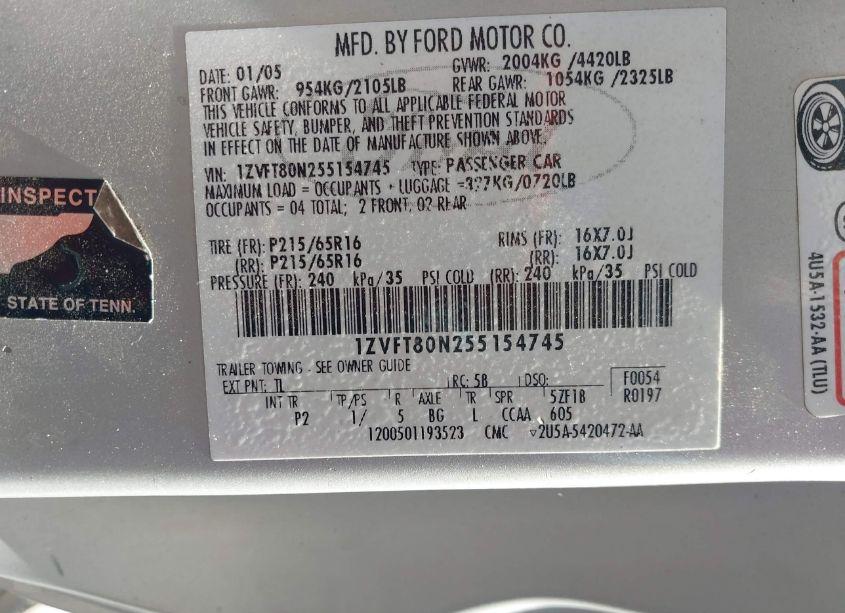 MFD. BY FORD MOTOR CO.
DATE: 01/05 GVWR: 2004KG /4420LB
FRONT GAWR: 954KG/2105LB REAR GAWR: 1054KG /2325LB
THIS VEHICLE CONFORMS TO ALL APPLICABLE FEDERAL MOTOR
VEHICLE SAFETY, BUMPER, AND THEFT PREVENTION STANDARDS
IN EFFECT ON THE DATE OF MANUFACTURE SHOWN ABOVE.
VIN: 1ZVFT80N255154745 TYPE: PASSENGER CAR
MAXIMUM LOAD = OCCUPANTS + LUGGAGE =327KG/0720LB
OCCUPANTS = 04 TOTAL; 2 FRONT, 02 REAR
TIRE (FR): P215/65R16 RIMS (FR): 16X7.0J
(RR): P215/65R16 (RR): 16X7.0J
PRESSURE (FR): 240 kPa/35 PSI COLD (RR): 240 kPa/35 PSI COLD
1ZVFT80N255154745
TRAILER TOWING - SEE OWNER GUIDE
EXT PNT: TL RC: 5B DSO: F0054
INT TR TP/PS R AXLE TR SPR 5ZF1B R0197
P2 1/ 5 BG L CCAA 605
1200501193523 CMC ▽2U5A-5420472-AA
INSPECT
STATE OF TENN.
4U5A-1532-AA (TLU)